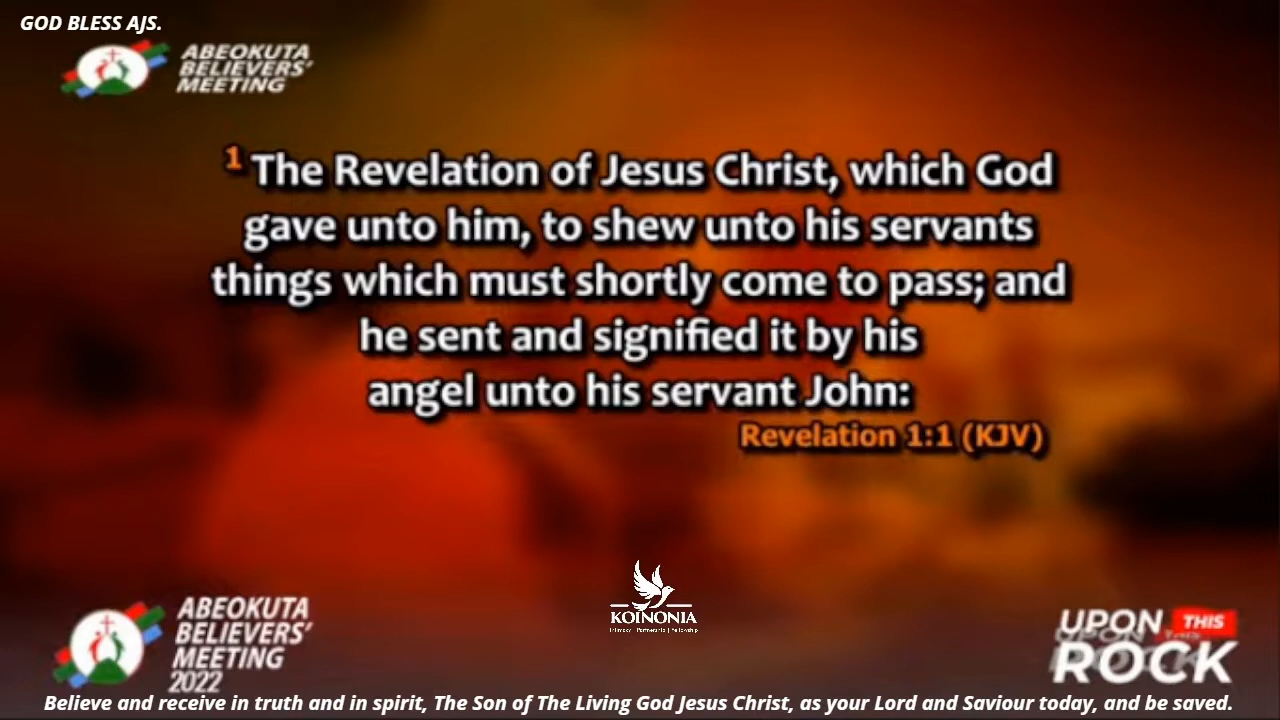 GOD BLESS AJS.
ABEOKUTA
BELIEVERS'
MEETING
1 The Revelation of Jesus Christ, which God
gave unto him, to shew unto his servants
things which must shortly come to pass; and
he sent and signified it by his
angel unto his servant John:
Revelation 1:1 (KJV)
KOINONIA
Intimacy | Partnership | Fellowship
ABEOKUTA
BELIEVERS'
MEETING
2022
UPON THIS
ROCK
Believe and receive in truth and in spirit, The Son of The Living God Jesus Christ, as your Lord and Saviour today, and be saved.